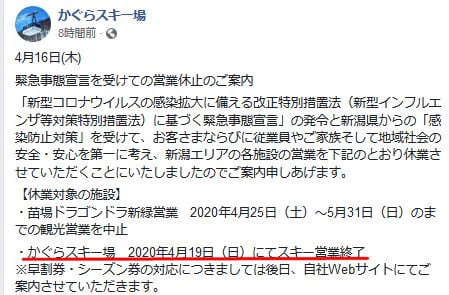 かぐらスキー場
8時間前・
4月16日(木)
緊急事態宣言を受けての営業休止のご案内
「新型コロナウイルスの感染拡大に備える改正特別措置法（新型インフルエ
ンザ等対策特別措置法）に基づく緊急事態宣言」の発令と新潟県からの「感
染防止対策」を受けて、お客さまならびに従業員やご家族そして地域社会の
安全・安心を第一に考え、新潟エリアの各施設の営業を下記のとおり休業さ
せていただくことにいたしましたのでご案内申しあげます。
【休業対象の施設】
・苗場ドラゴンドラ新緑営業　2020年4月25日（土）～5月31日（日）のま
での観光営業を中止
・かぐらスキー場　2020年4月19日（日）にてスキー営業終了
※早割券・シーズン券の対応につきましては後日、自社Webサイトにてご
案内させていただきます。